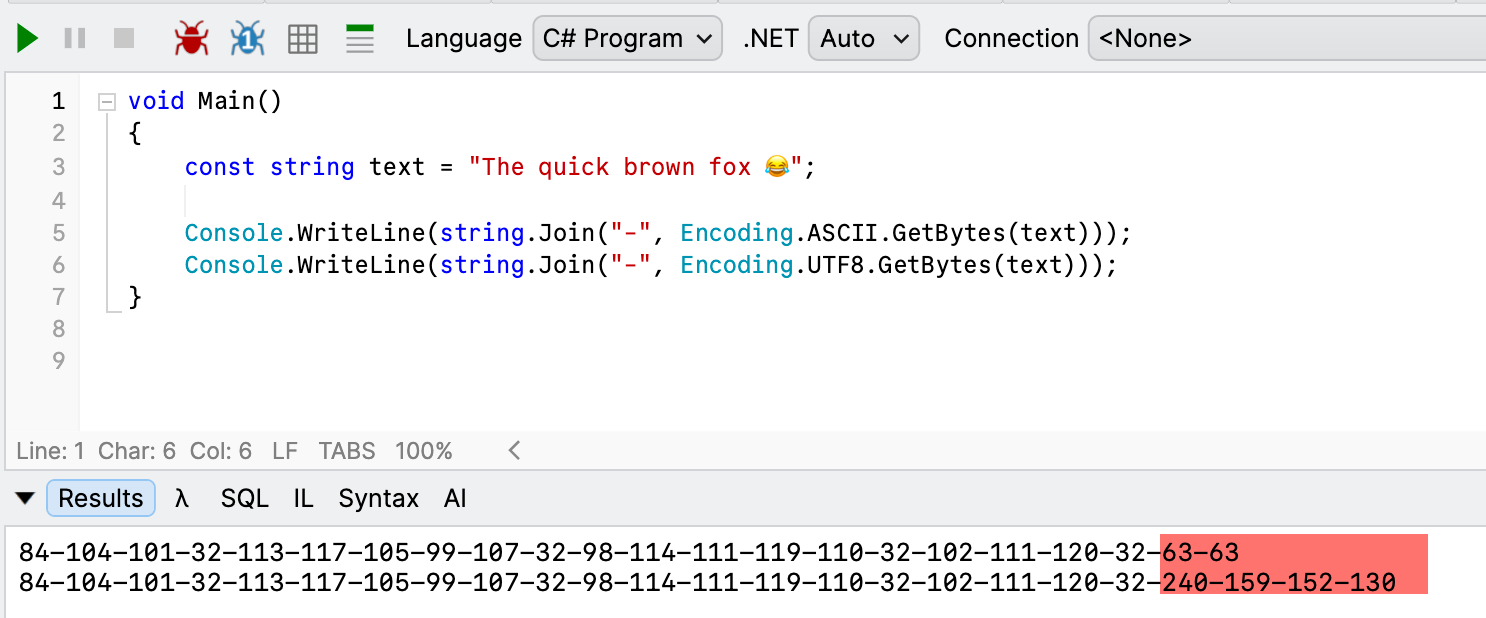 Language C# Program .NET Auto Connection <None>
1 void Main()
2 {
3 const string text = "The quick brown fox 😂";
4
5 Console.WriteLine(string.Join("-", Encoding.ASCII.GetBytes(text)));
6 Console.WriteLine(string.Join("-", Encoding.UTF8.GetBytes(text)));
7 }
8
9
Line: 1 Char: 6 Col: 6 LF TABS 100%
Results λ SQL IL Syntax AI
84-104-101-32-113-117-105-99-107-32-98-114-111-119-110-32-102-111-120-32-63-63
84-104-101-32-113-117-105-99-107-32-98-114-111-119-110-32-102-111-120-32-240-159-152-130